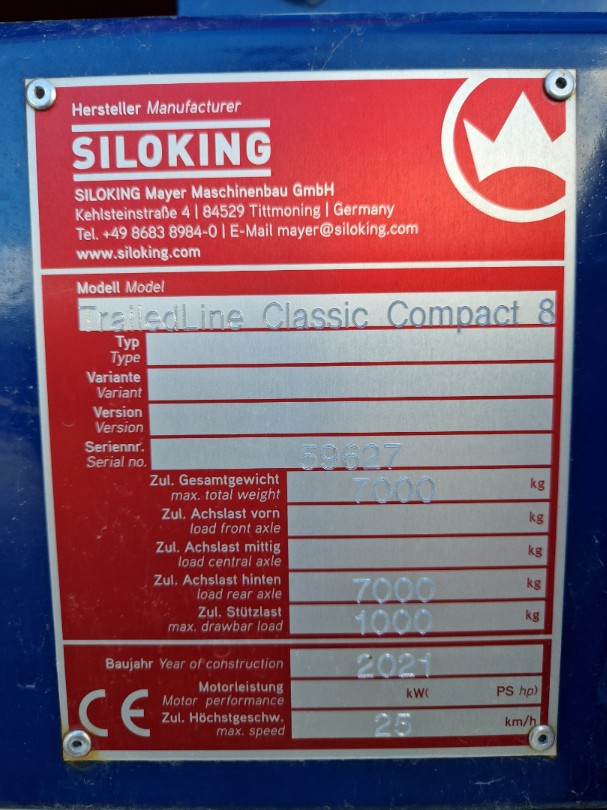 Hersteller Manufacturer
SILOKING
SILOKING Mayer Maschinenbau GmbH
Kehlsteinstraße 4 | 84529 Tittmoning | Germany
Tel. +49 8683 8984-0 | E-Mail mayer@siloking.com
www.siloking.com
Modell Model
TrailedLine Classic Compact 8
Typ
Type
Variante
Variant
Version
Version
Seriennr.
Serial no. 59627
Zul. Gesamtgewicht
max. total weight 7000 kg
Zul. Achslast vorn
load front axle kg
Zul. Achslast mittig
load central axle kg
Zul. Achslast hinten
load rear axle 7000 kg
Zul. Stützlast
max. drawbar load 1000 kg
Baujahr Year of construction 2021
Motorleistung
Motor performance kW( PS hp)
CE
Zul. Höchstgeschw.
max. speed 25 km/h